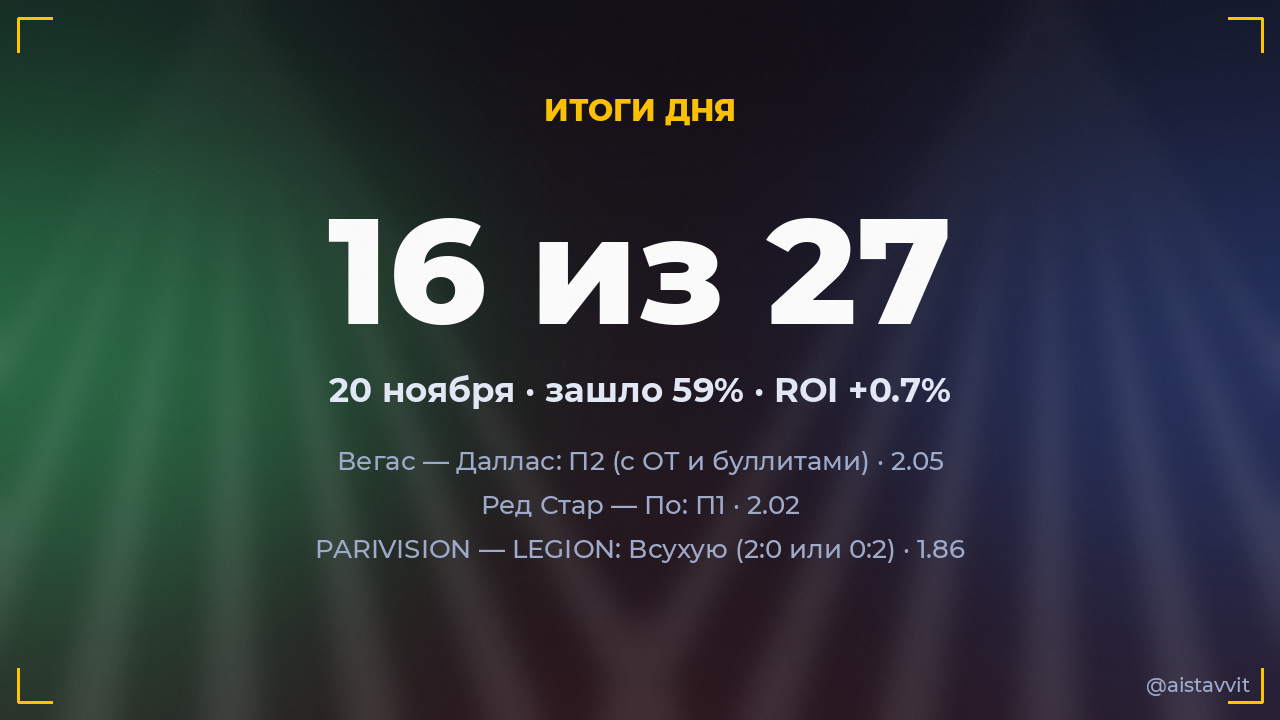 ИТОГИ ДНЯ
16 из 27
20 ноября · зашло 59% · ROI +0.7%
Вегас — Даллас: П2 (с ОТ и буллитами) · 2.05
Ред Стар — По: П1 · 2.02
PARIVISION — LEGION: Всухую (2:0 или 0:2) · 1.86
@aistavvit